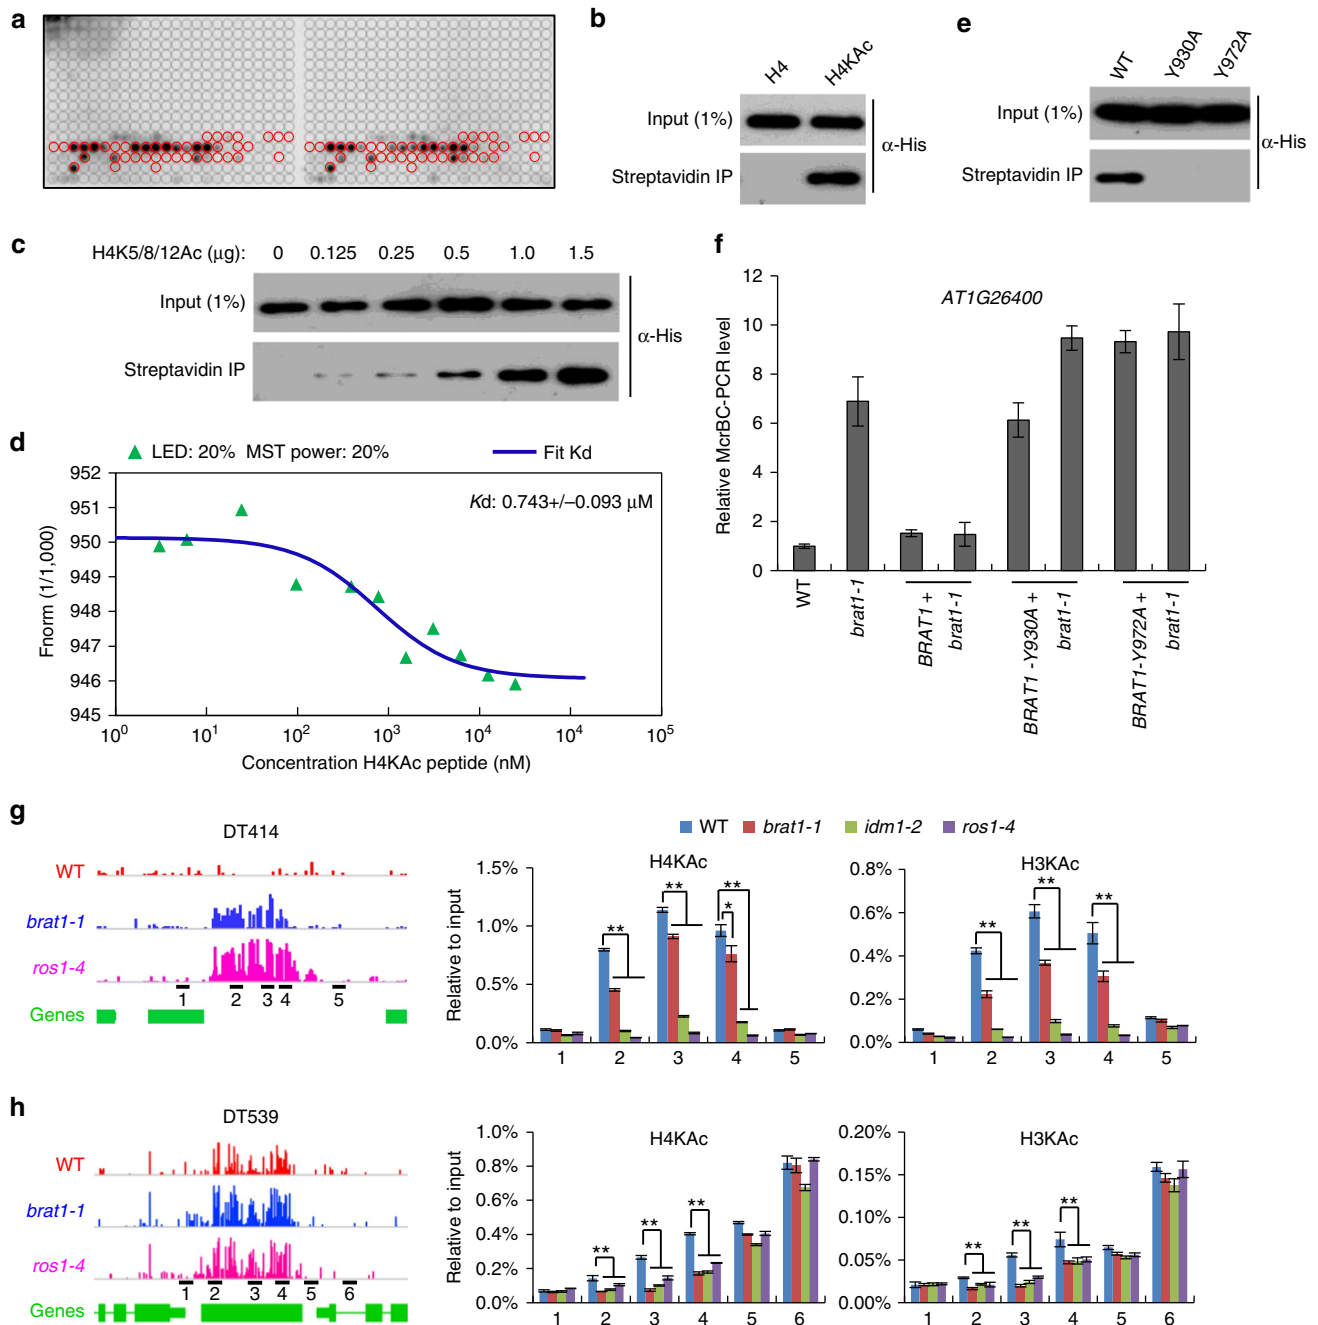 a
b
H4
H4KAc
Input (1%)
Streptavidin IP
α-His
e
WT
Y930A
Y972A
Input (1%)
Streptavidin IP
α-His
c
H4K5/8/12Ac (μg):
0 0.125 0.25 0.5 1.0 1.5
Input (1%)
Streptavidin IP
α-His
d
LED: 20% MST power: 20%
Fit Kd
Kd: 0.743+/–0.093 μM
Fnorm (1/1,000)
952
951
950
949
948
947
946
945
10⁰ 10¹ 10² 10³ 10⁴ 10⁴ 10⁵
Concentration H4KAc peptide (nM)
f
AT1G26400
Relative McrBC-PCR level
12
10
8
6
4
2
0
WT
brat1-1
BRAT1 +
brat1-1
BRAT1 -Y930A +
brat1-1
BRAT1-Y972A +
brat1-1
g
DT414
WT
brat1-1
ros1-4
1 2 3 4 5
Genes
WT brat1-1 idm1-2 ros1-4
H4KAc
Relative to input
1.5%
1.0%
0.5%
0.0%
** ** ** *
1 2 3 4 5
H3KAc
0.8%
0.6%
0.4%
0.2%
0.0%
** ** **
1 2 3 4 5
h
DT539
WT
brat1-1
ros1-4
1 2 3 4 5 6
Genes
H4KAc
Relative to input
1.0%
0.8%
0.6%
0.4%
0.2%
0.0%
** ** **
1 2 3 4 5 6
H3KAc
0.20%
0.15%
0.10%
0.05%
0.00%
** ** **
1 2 3 4 5 6